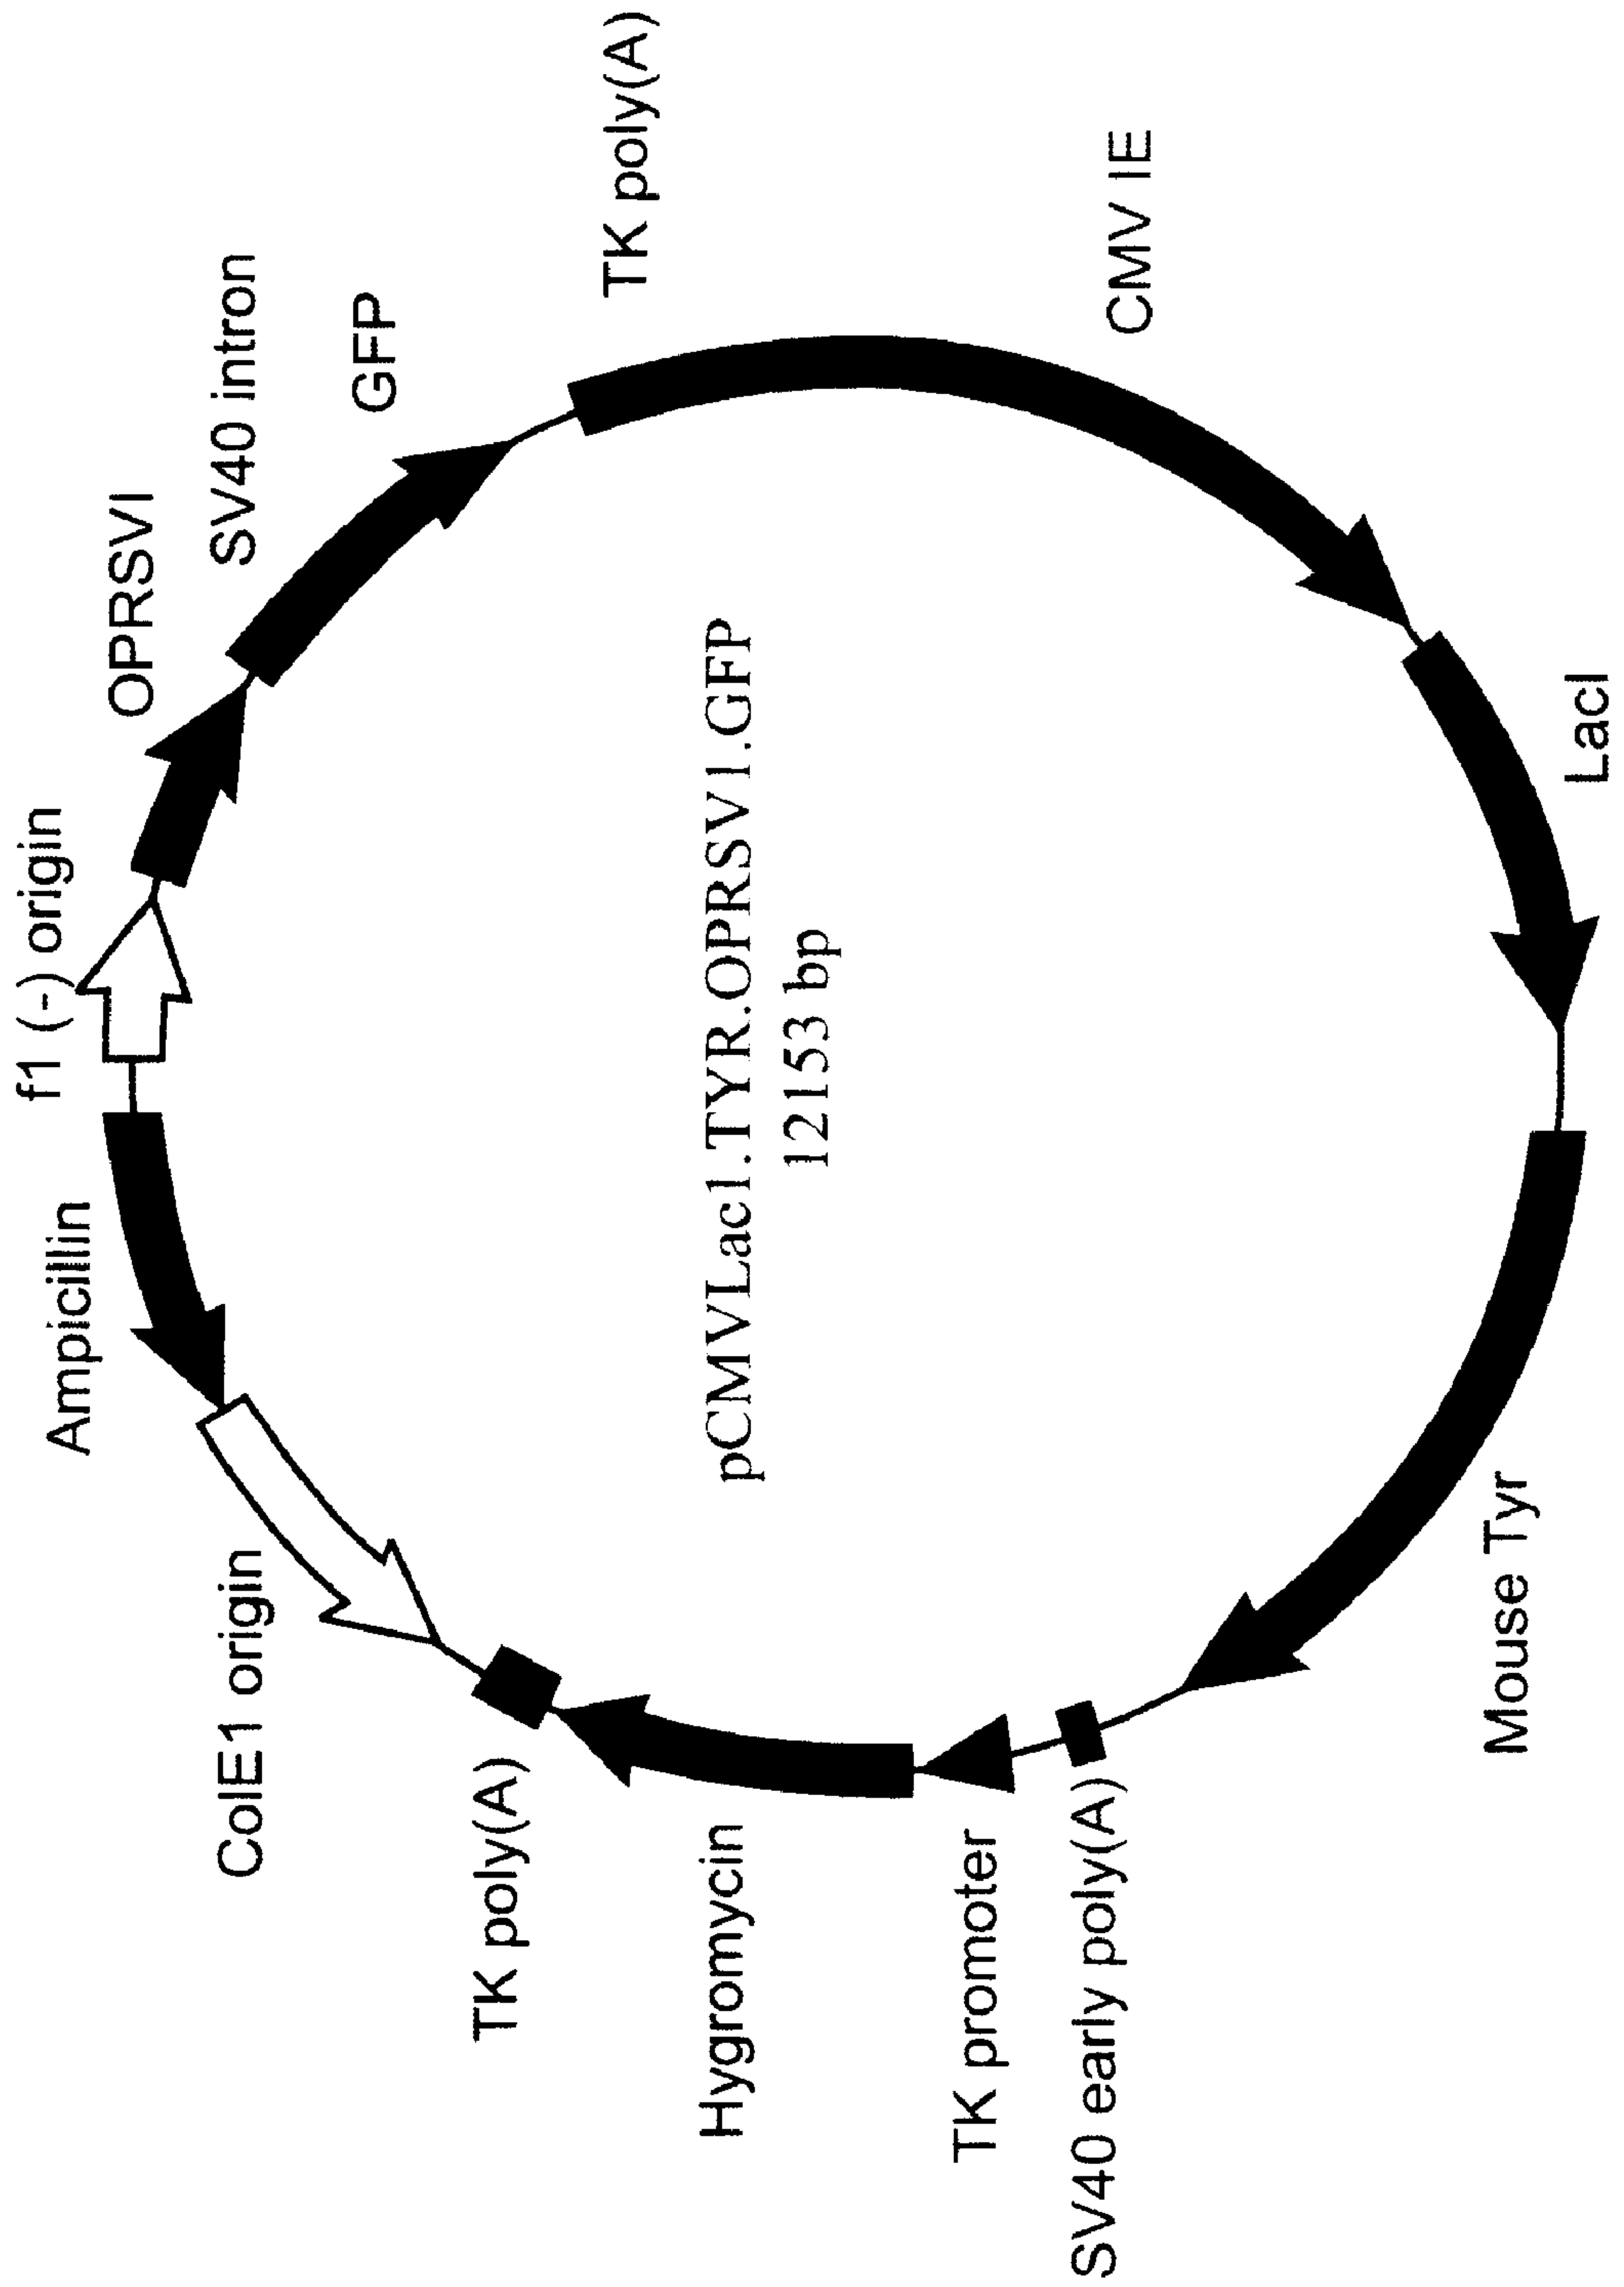 f1 (-) origin
Ampicillin
OPRSVI
SV40 intron
ColE1 origin
GFP
TK poly(A)
TK poly(A)
Hygromycin
pCMVLac1.TYR.OPRSV1.GFP
12153 bp
TK promoter
SV40 early poly(A)
CMV IE
Mouse Tyr
LacI